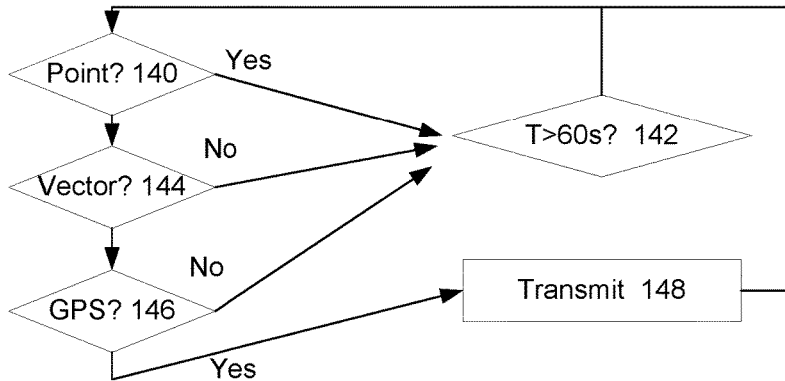 Point? 140
Yes
T>60s? 142
No
Vector? 144
No
GPS? 146
Transmit 148
Yes